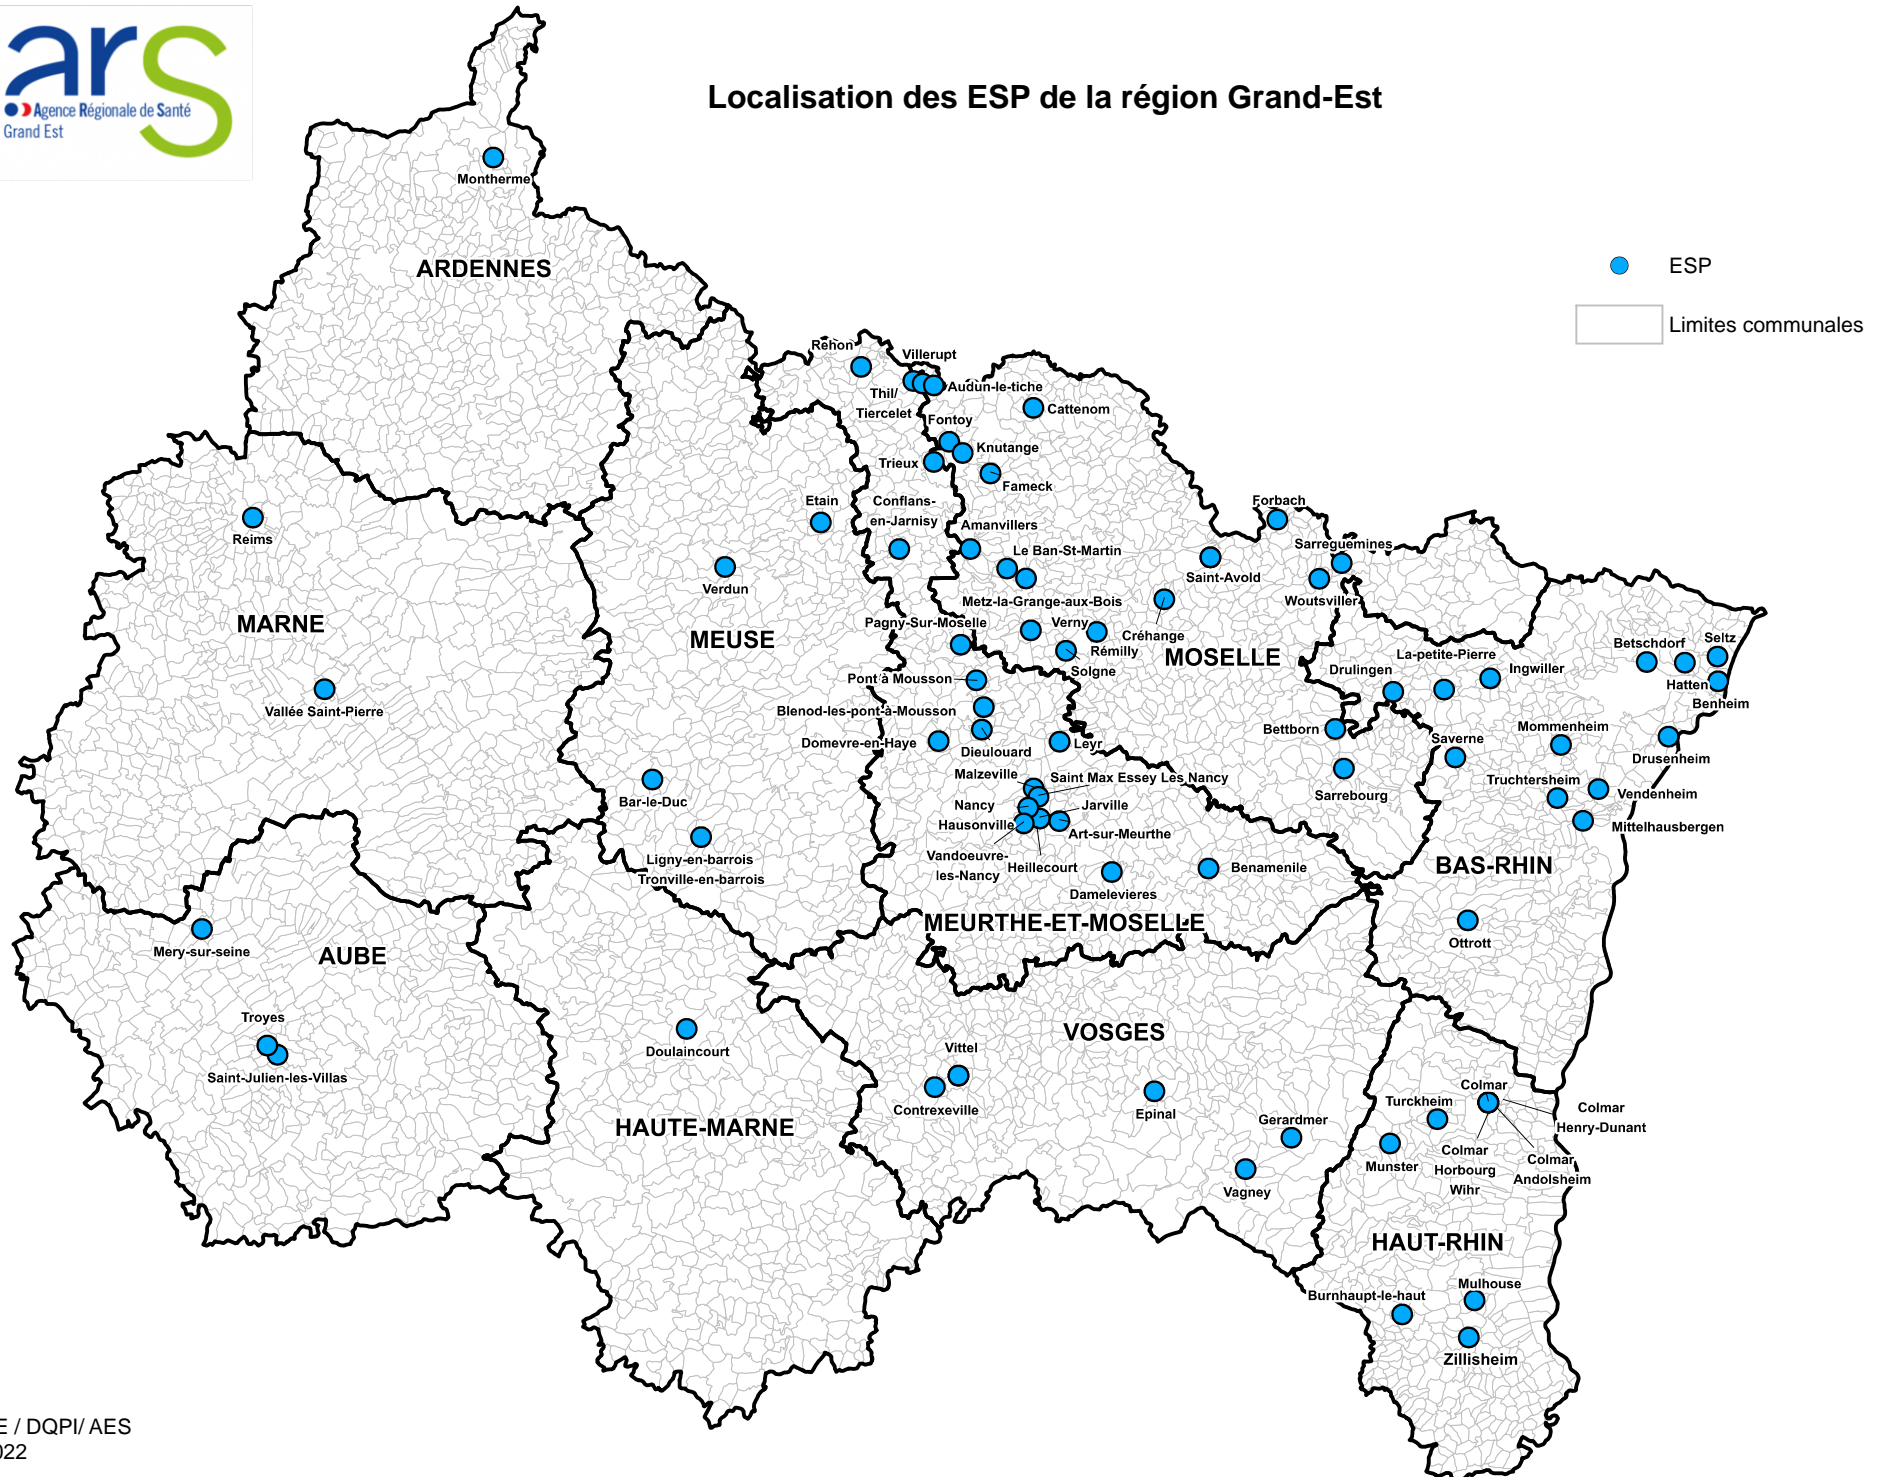 ars
Agence Régionale de Santé
Grand Est
Localisation des ESP de la région Grand-Est
ESP
Limites communales
Montherme
ARDENNES
Rehon
Villerupt
Thil/
Tiercelet
Audun-le-tiche
Cattenom
Fontoy
Knutange
Trieux
Fameck
Reims
Etain
Conflans-
en-Jarnisy
Amanvillers
Le Ban-St-Martin
Forbach
Sarreguemines
Saint-Avold
Woutsviller
Verdun
Metz-la-Grange-aux-Bois
Pagny-Sur-Moselle
Verny
Rémilly
Créhange
MARNE
MEUSE
MOSELLE
Solgne
Betschdorf
Seltz
Hatten
Benheim
La-petite-Pierre
Ingwiller
Drulingen
Vallée Saint-Pierre
Pont à Mousson
Blenod-les-pont-à-Mousson
Domevre-en-Haye
Dieulouard
Leyr
Bettborn
Saverne
Mommenheim
Drusenheim
Sarrebourg
Truchtersheim
Vendenheim
Mittelhausbergen
Bar-le-Duc
Malzeville
Saint Max Essey Les Nancy
Nancy
Jarville
Hausonville
Art-sur-Meurthe
Vandoeuvre-
les-Nancy
Heillecourt
Ligny-en-barrois
Tronville-en-barrois
Damelevieres
Benamenile
BAS-RHIN
MEURTHE-ET-MOSELLE
Ottrott
Mery-sur-seine
AUBE
Troyes
Saint-Julien-les-Villas
Doulaincourt
VOSGES
Vittel
Contrexeville
Epinal
Gerardmer
Vagney
HAUTE-MARNE
Colmar
Turckheim
Colmar
Henry-Dunant
Munster
Colmar
Horbourg
Wihr
Colmar
Andolsheim
HAUT-RHIN
Mulhouse
Burnhaupt-le-haut
Zillisheim
E / DQPI/ AES
022